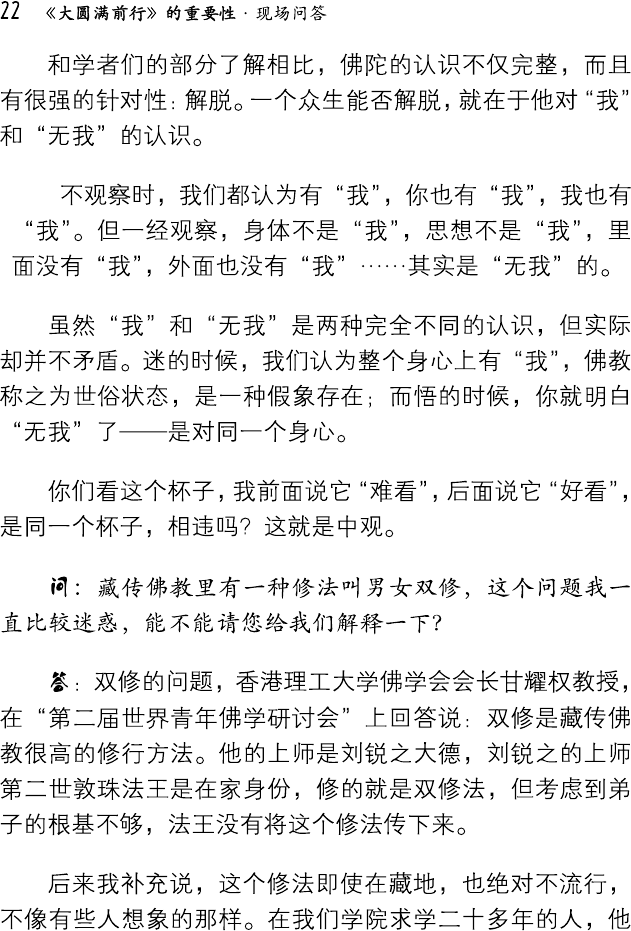 22 《大圆满前行》的重要性·现场问答
和学者们的部分了解相比，佛陀的认识不仅完整，而且
有很强的针对性：解脱。一个众生能否解脱，就在于他对“我”
和“无我”的认识。
不观察时，我们都认为有“我”，你也有“我”，我也有
“我”。但一经观察，身体不是“我”，思想不是“我”，里
面没有“我”，外面也没有“我”……其实是“无我”的。
虽然“我”和“无我”是两种完全不同的认识，但实际
却并不矛盾。迷的时候，我们认为整个身心上有“我”，佛教
称之为世俗状态，是一种假象存在；而悟的时候，你就明白
“无我”了——是对同一个身心。
你们看这个杯子，我前面说它“难看”，后面说它“好看”，
是同一个杯子，相违吗？这就是中观。
问：藏传佛教里有一种修法叫男女双修，这个问题我一
直比较迷惑，能不能请您给我们解释一下？
答：双修的问题，香港理工大学佛学会会长甘耀权教授，
在“第二届世界青年佛学研讨会”上回答说：双修是藏传佛
教很高的修行方法。他的上师是刘锐之大德，刘锐之的上师
第二世敦珠法王是在家身份，修的就是双修法，但考虑到弟
子的根基不够，法王没有将这个修法传下来。
后来我补充说，这个修法即使在藏地，也绝对不流行，
不像有些人想象的那样。在我们学院求学二十多年的人，他